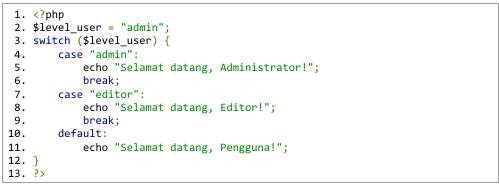 1. <?php
2. $level_user = "admin";
3. switch ($level_user) {
4.     case "admin":
5.         echo "Selamat datang, Administrator!";
6.         break;
7.     case "editor":
8.         echo "Selamat datang, Editor!";
9.         break;
10.     default:
11.         echo "Selamat datang, Pengguna!";
12. }
13. ?>